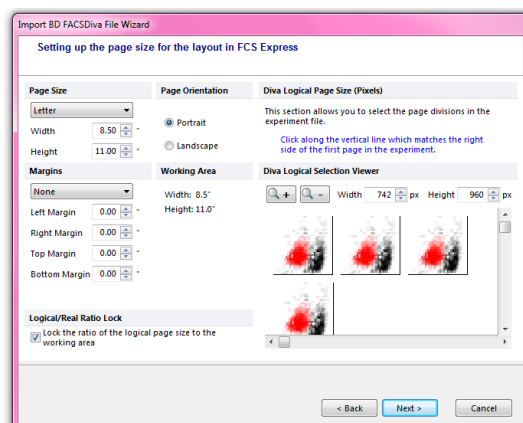 Import BD FACSDiva File Wizard
Setting up the page size for the layout in FCS Express
Page Size
Letter
Width 8.50 "
Height 11.00 "
Margins
None
Left Margin 0.00 "
Right Margin 0.00 "
Top Margin 0.00 "
Bottom Margin 0.00 "
Logical/Real Ratio Lock
Lock the ratio of the logical page size to the
working area
Page Orientation
Portrait
Landscape
Working Area
Width: 8.5"
Height: 11.0"
Diva Logical Page Size (Pixels)
This section allows you to select the page divisions in the
experiment file.
Click along the vertical line which matches the right
side of the first page in the experiment.
Diva Logical Selection Viewer
+ - Width 742 px Height 960 px
< Back Next > Cancel